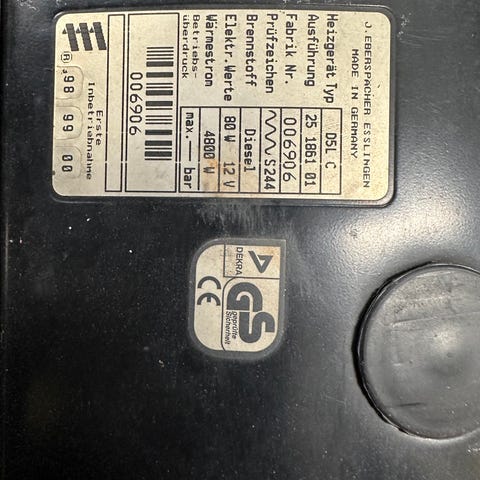 J. EBERSPÄCHER ESSLINGEN
MADE IN GERMANY
Heizgerät Typ D5L C
Ausführung 25 1861 01
Fabrik Nr. 006906
Prüfzeichen S244
Brennstoff Diesel
Elektr. Werte 80 W 12 V
Wärmestrom 4800 W
Betriebs-
überdruck max. — bar
006906
Erste
Inbetriebnahme
® 98 99 00
DEKRA
GS
geprüfte
Sicherheit
CE